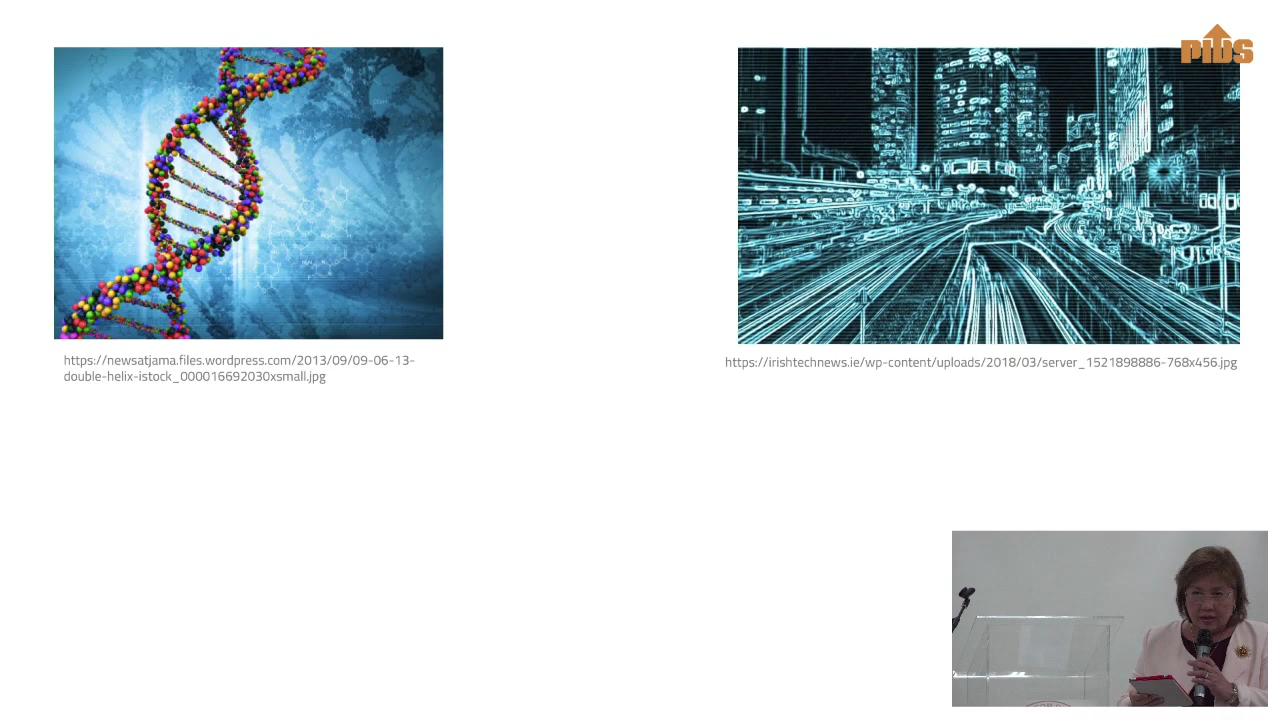 PIDS
https://newsatjama.files.wordpress.com/2013/09/09-06-13-
double-helix-istock_000016692030xsmall.jpg
https://irishtechnews.ie/wp-content/uploads/2018/03/server_1521898886-768x456.jpg